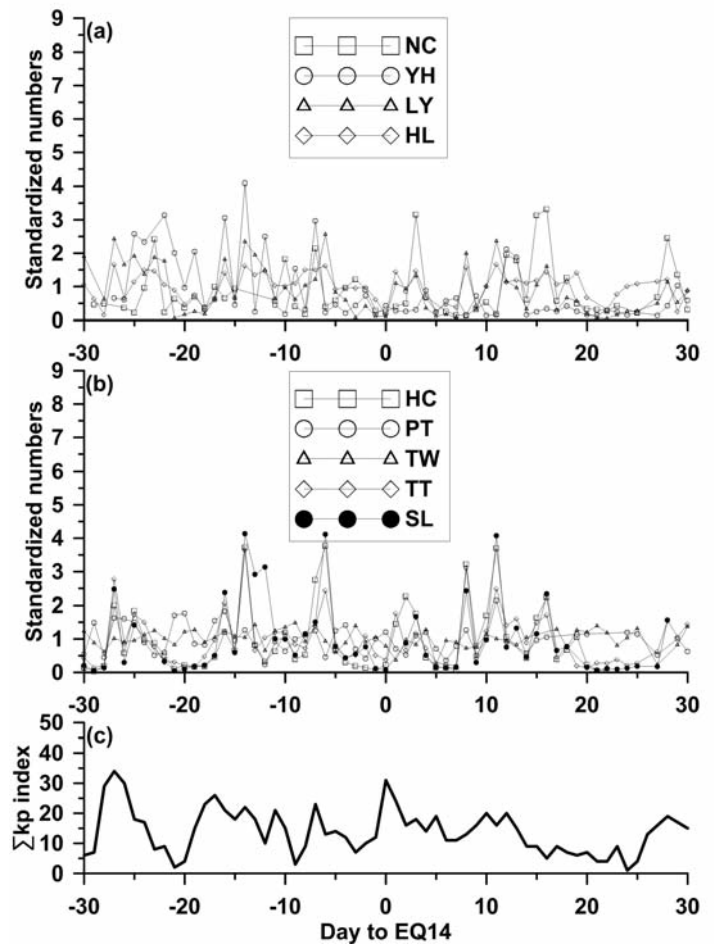 (a)
9
8
7
6
5
4
3
2
1
0
Standardized numbers
NC
YH
LY
HL
-30 -20 -10 0 10 20 30
(b)
9
8
7
6
5
4
3
2
1
0
Standardized numbers
HC
PT
TW
TT
SL
-30 -20 -10 0 10 20 30
(c)
50
40
30
20
10
0
∑kp index
-30 -20 -10 0 10 20 30
Day to EQ14